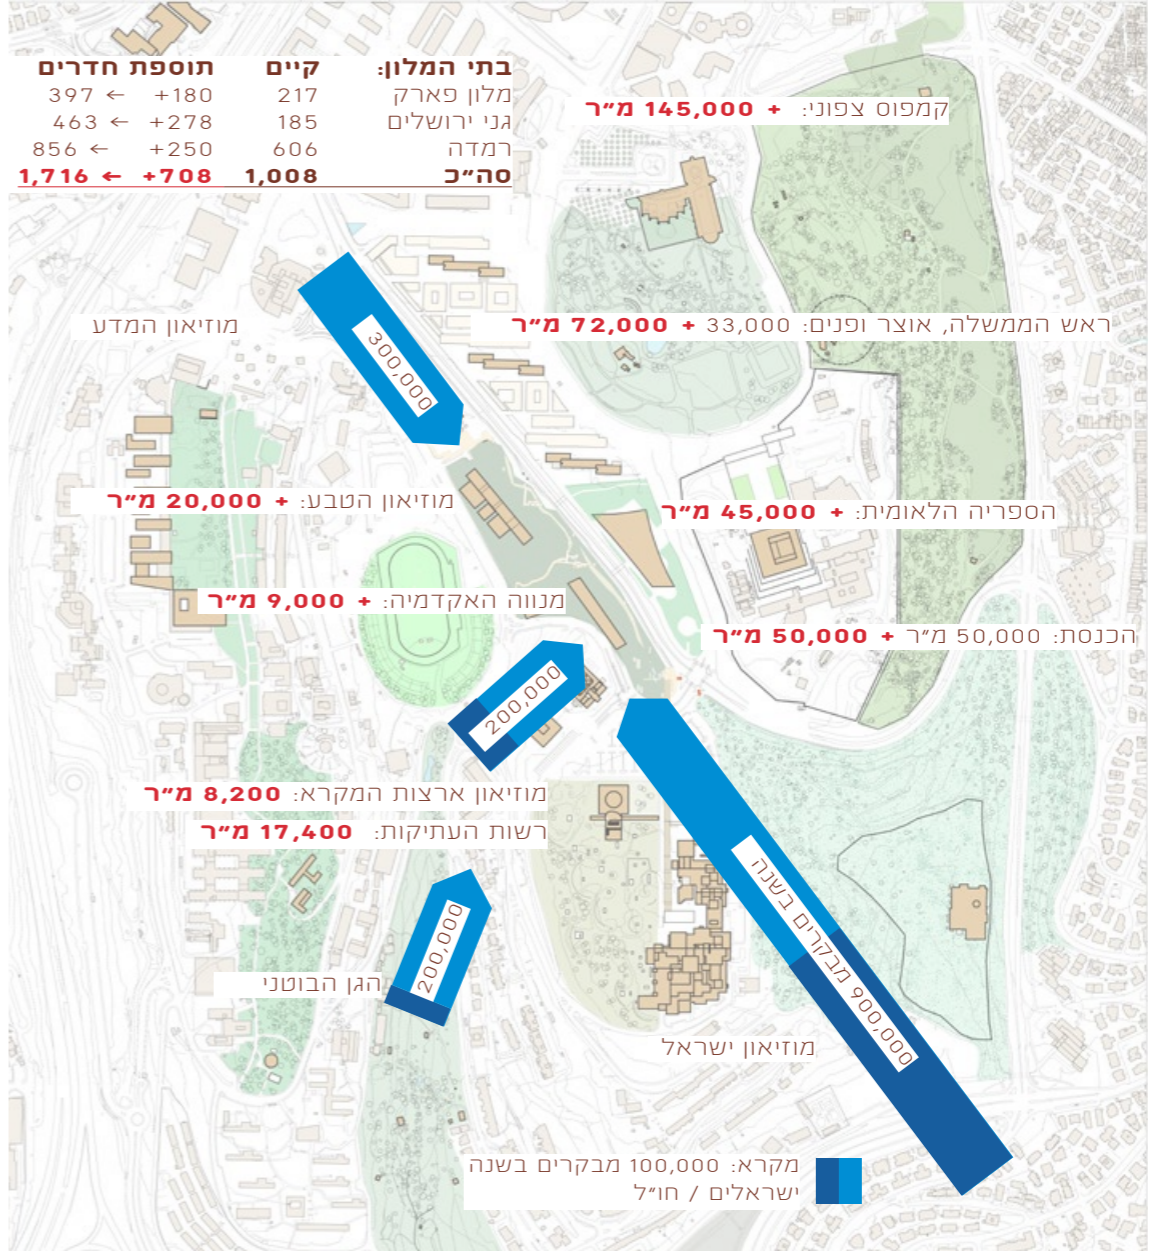 בתי המלון: קיים תוספת חדרים
מלון פארק 217 +180 ← 397
גני ירושלים 185 +278 ← 463
רמדה 606 +250 ← 856
סה״כ 1,008 +708 ← 1,716
קמפוס צפוני: + 145,000 מ״ר
מוזיאון המדע
300,000
ראש הממשלה, אוצר ופנים: 33,000 + 72,000 מ״ר
מוזיאון הטבע: + 20,000 מ״ר
הספריה הלאומית: + 45,000 מ״ר
מנווה האקדמיה: + 9,000 מ״ר
הכנסת: 50,000 מ״ר + 50,000 מ״ר
200,000
מוזיאון ארצות המקרא: 8,200 מ״ר
רשות העתיקות: 17,400 מ״ר
900,000 מבקרים בשנה
200,000
הגן הבוטני
מוזיאון ישראל
מקרא: 100,000 מבקרים בשנה
ישראלים / חו״ל